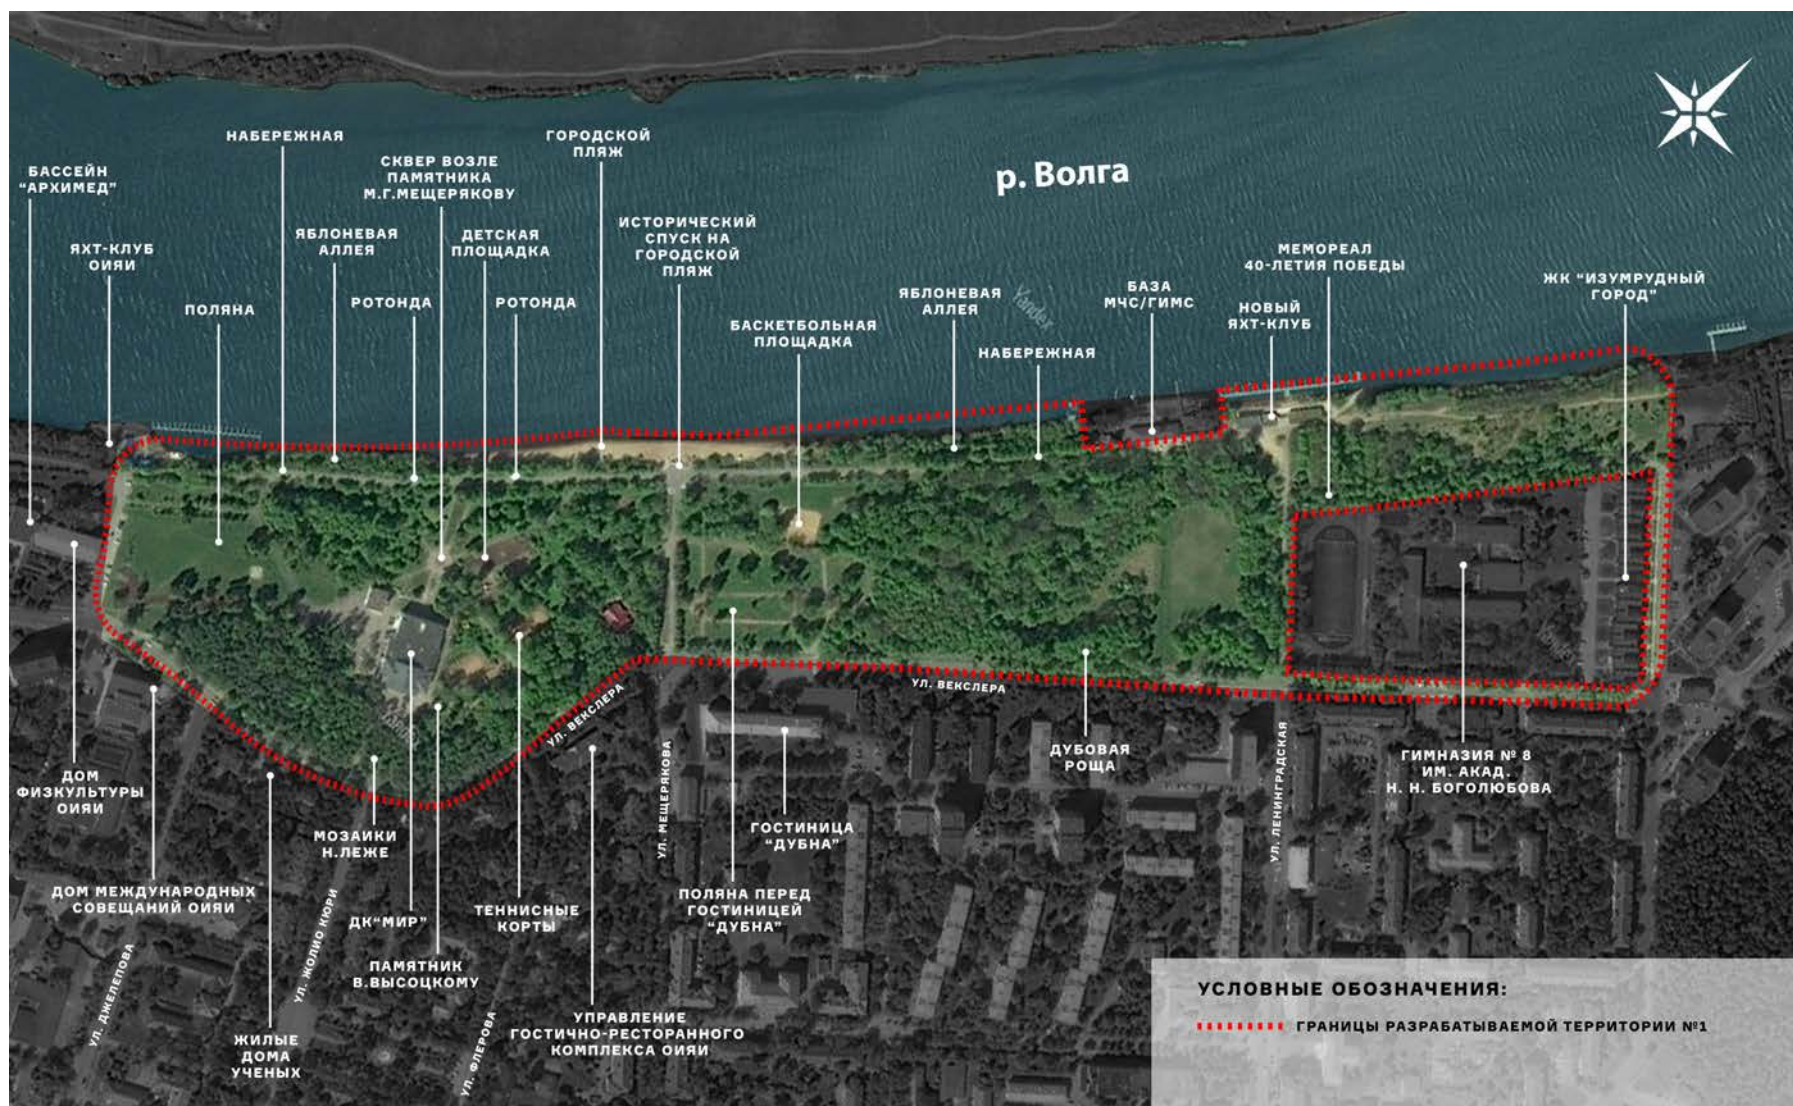 р. Волга
НАБЕРЕЖНАЯ
ГОРОДСКОЙ
ПЛЯЖ
БАССЕЙН
“АРХИМЕД”
СКВЕР ВОЗЛЕ
ПАМЯТНИКА
М.Г.МЕЩЕРЯКОВУ
ЯХТ-КЛУБ
ОИЯИ
ЯБЛОНЕВАЯ
АЛЛЕЯ
ДЕТСКАЯ
ПЛОЩАДКА
ИСТОРИЧЕСКИЙ
СПУСК НА
ГОРОДСКОЙ
ПЛЯЖ
МЕМОРЕАЛ
40-ЛЕТИЯ ПОБЕДЫ
ЖК “ИЗУМРУДНЫЙ
ГОРОД”
ПОЛЯНА
РОТОНДА
РОТОНДА
БАСКЕТБОЛЬНАЯ
ПЛОЩАДКА
ЯБЛОНЕВАЯ
АЛЛЕЯ
Yandex
БАЗА
МЧС/ГИМС
НОВЫЙ
ЯХТ-КЛУБ
НАБЕРЕЖНАЯ
УЛ. ВЕКСЛЕРА
УЛ. ВЕКСЛЕРА
ДОМ
ФИЗКУЛЬТУРЫ
ОИЯИ
МОЗАИКИ
Н.ЛЕЖЕ
УЛ. МЕЩЕРЯКОВА
ГОСТИНИЦА
“ДУБНА”
ДУБОВАЯ
РОЩА
УЛ. ЛЕНИНГРАДСКАЯ
ГИМНАЗИЯ № 8
ИМ. АКАД.
Н. Н. БОГОЛЮБОВА
ДОМ МЕЖДУНАРОДНЫХ
СОВЕЩАНИЙ ОИЯИ
ДК“МИР”
ТЕННИСНЫЕ
КОРТЫ
ПОЛЯНА ПЕРЕД
ГОСТИНИЦЕЙ
“ДУБНА”
УЛ. ДЖЕЛЕПОВА
УЛ. ЖОЛИО КЮРИ
ПАМЯТНИК
В.ВЫСОЦКОМУ
УЛ. ФЛЕРОВА
ЖИЛЫЕ
ДОМА
УЧЕНЫХ
УПРАВЛЕНИЕ
ГОСТИЧНО-РЕСТОРАННОГО
КОМПЛЕКСА ОИЯИ
УСЛОВНЫЕ ОБОЗНАЧЕНИЯ:
ГРАНИЦЫ РАЗРАБАТЫВАЕМОЙ ТЕРРИТОРИИ №1